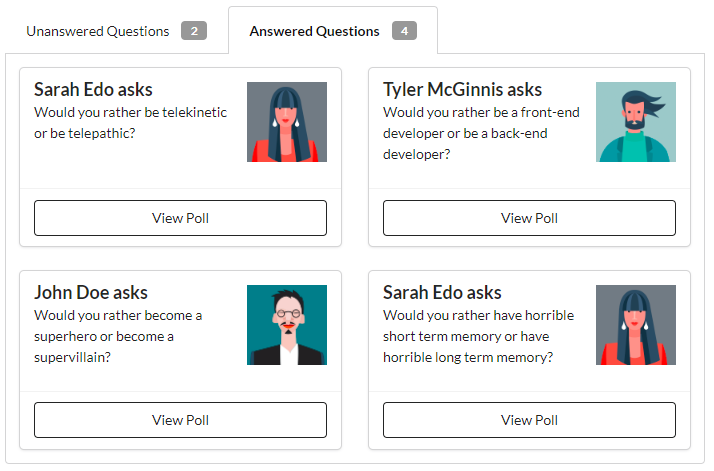 Unanswered Questions 2 Answered Questions 4
Sarah Edo asks
Would you rather be telekinetic
or be telepathic?
View Poll
Tyler McGinnis asks
Would you rather be a front-end
developer or be a back-end
developer?
View Poll
John Doe asks
Would you rather become a
superhero or become a
supervillain?
View Poll
Sarah Edo asks
Would you rather have horrible
short term memory or have
horrible long term memory?
View Poll